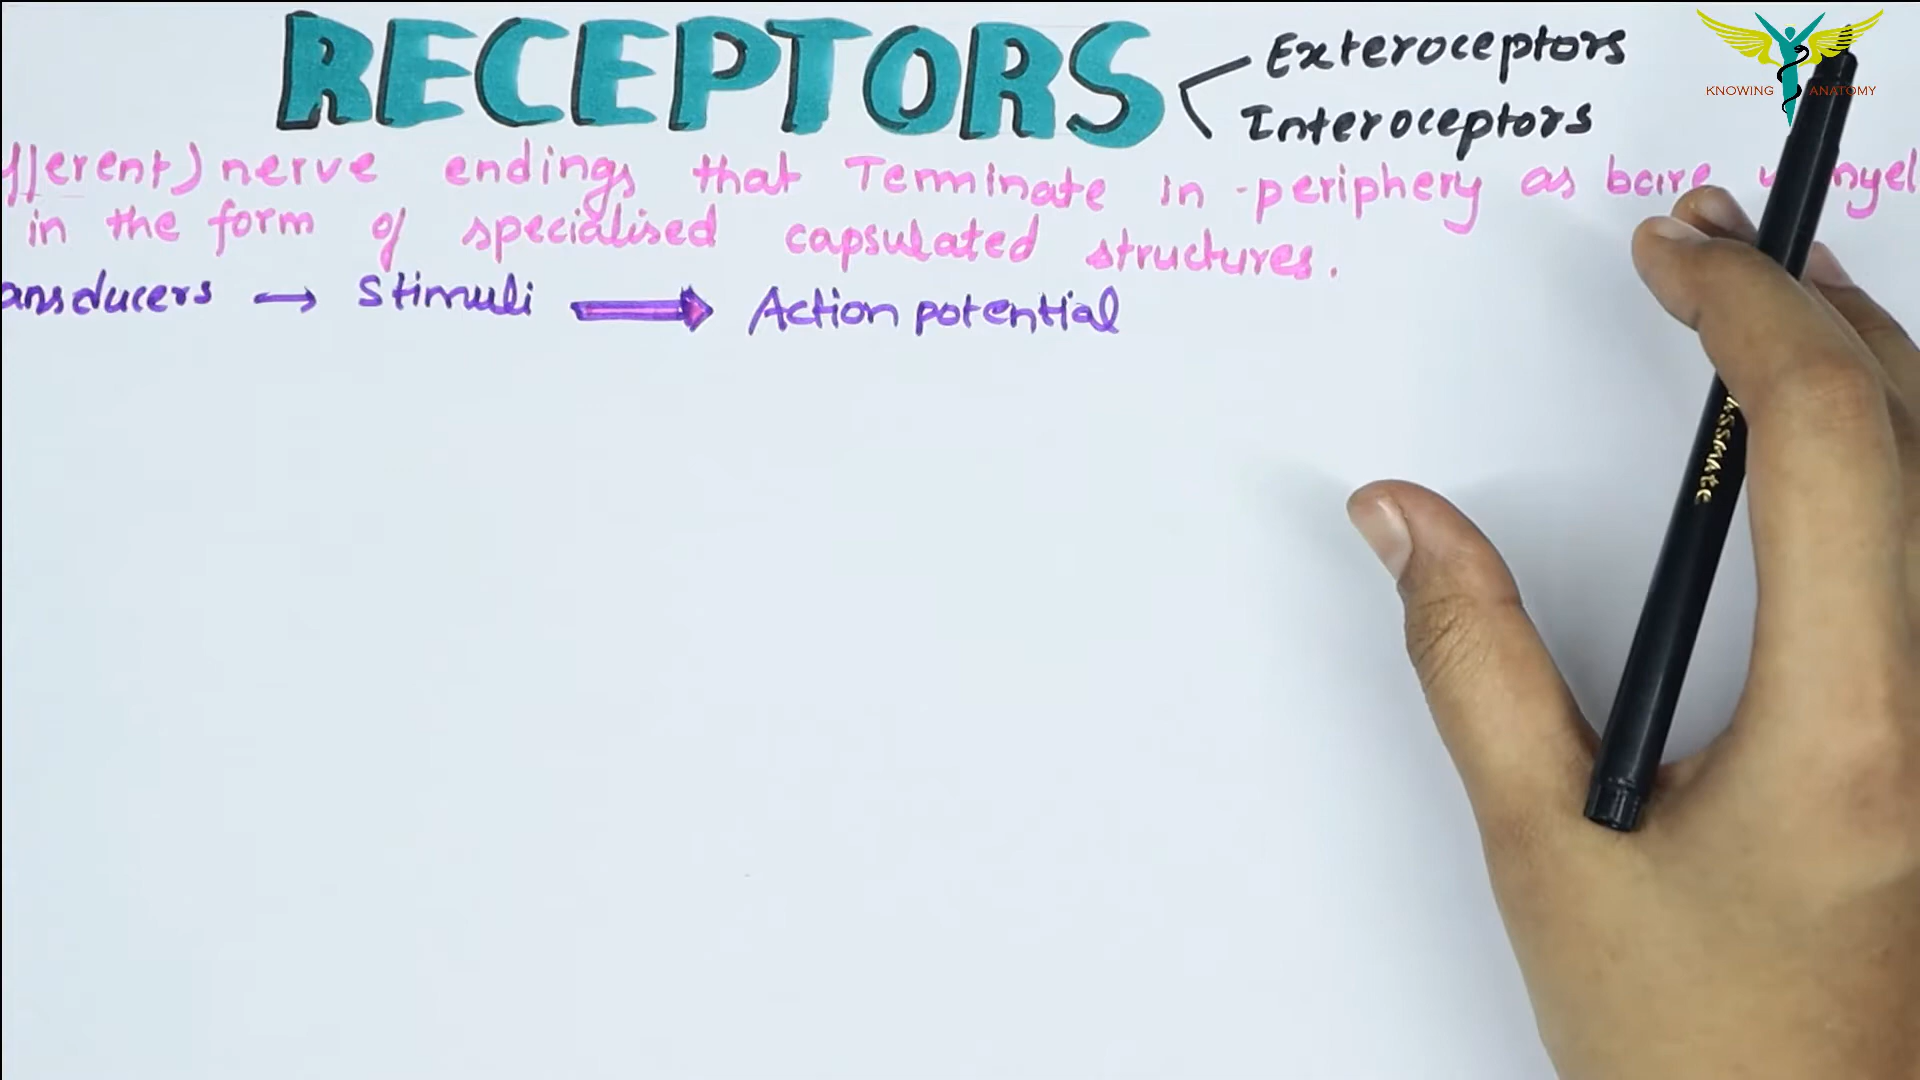 RECEPTORS
Exteroceptors
Interoceptors
KNOWING ANATOMY
fferent) nerve endings that Terminate in periphery as bare
in the form of specialised capsulated structures.
ansducers → Stimuli → Action potential